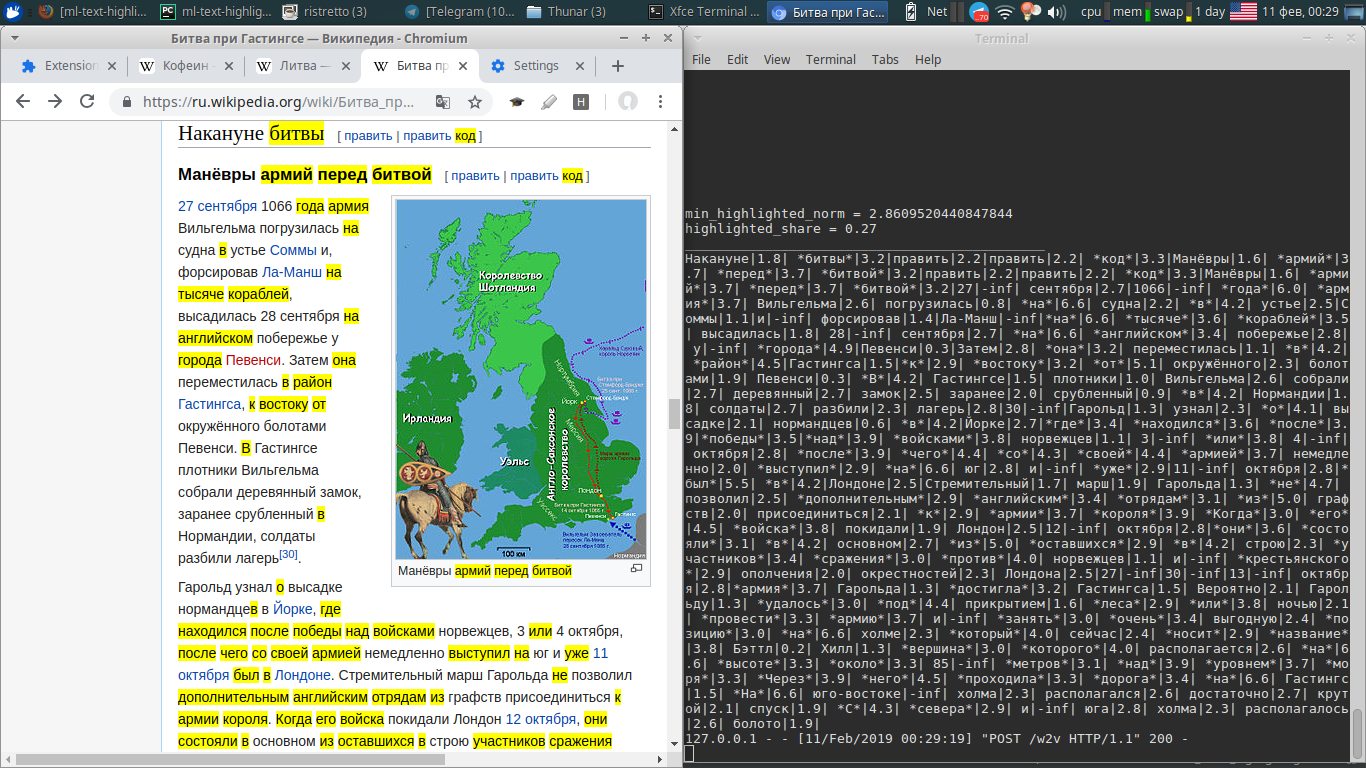 [ml-text-highli...
ml-text-highlig...
ristretto (3)
[Telegram (10...
Thunar (3)
Xfce Terminal ...
Битва при Гас...
Net
70
cpu
mem
swap
1 day
11 фев, 00:29
Битва при Гастингсе — Википедия - Chromium
Extension
Кофеин -
Литва —
Битва пр
Settings
https://ru.wikipedia.org/wiki/Битва_пр...
H
Накануне битвы [ править | править код ]
Манёвры армий перед битвой [ править | править код ]
27 сентября 1066 года армия
Вильгельма погрузилась на
судна в устье Соммы и,
форсировав Ла-Манш на
тысяче кораблей,
высадилась 28 сентября на
английском побережье у
города Певенси. Затем она
переместилась в район
Гастингса, к востоку от
окружённого болотами
Певенси. В Гастингсе
плотники Вильгельма
собрали деревянный замок,
заранее срубленный в
Нормандии, солдаты
разбили лагерь[30].
Королевство
Шотландия
Нортумбрия
Йорк
Ирландия
Мерсия
Англо-Саксонское
королевство
Уэльс
Лондон
Уэссекс
Гастингс
Певенси
100 км
Нормандия
Манёвры армий перед битвой
Гарольд узнал о высадке
нормандцев в Йорке, где
находился после победы над войсками норвежцев, 3 или 4 октября,
после чего со своей армией немедленно выступил на юг и уже 11
октября был в Лондоне. Стремительный марш Гарольда не позволил
дополнительным английским отрядам из графств присоединиться к
армии короля. Когда его войска покидали Лондон 12 октября, они
состояли в основном из оставшихся в строю участников сражения
Terminal
File Edit View Terminal Tabs Help
min_highlighted_norm = 2.8609520440847844
highlighted_share = 0.27
Накануне|1.8| *битвы*|3.2|править|2.2|править|2.2| *код*|3.3|Манёвры|1.6| *армий*|3
.7| *перед*|3.7| *битвой*|3.2|править|2.2|править|2.2| *код*|3.3|Манёвры|1.6| *арми
й*|3.7| *перед*|3.7| *битвой*|3.2|27|-inf| сентября|2.7|1066|-inf| *года*|6.0| *арм
ия*|3.7| Вильгельма|2.6| погрузилась|0.8| *на*|6.6| судна|2.2| *в*|4.2| устье|2.5|С
оммы|1.1|и|-inf| форсировав|1.4|Ла-Манш|-inf|*на*|6.6| *тысяче*|3.6| *кораблей*|3.5
| высадилась|1.8| 28|-inf| сентября|2.7| *на*|6.6| *английском*|3.4| побережье|2.8|
у|-inf| *города*|4.9|Певенси|0.3|Затем|2.8| *она*|3.2| переместилась|1.1| *в*|4.2|
*район*|4.5|Гастингса|1.5|*к*|2.9| *востоку*|3.2| *от*|5.1| окружённого|2.3| болот
ами|1.9| Певенси|0.3| *В*|4.2| Гастингсе|1.5| плотники|1.0| Вильгельма|2.6| собрали
|2.7| деревянный|2.7| замок|2.5| заранее|2.0| срубленный|0.9| *в*|4.2| Нормандии|1.
8| солдаты|2.7| разбили|2.3| лагерь|2.8|30|-inf|Гарольд|1.3| узнал|2.3| *о*|4.1| вы
садке|2.1| нормандцев|0.6| *в*|4.2|Йорке|2.7|*где*|3.4| *находился*|3.6| *после*|3.
9|*победы*|3.5|*над*|3.9| *войсками*|3.8| норвежцев|1.1| 3|-inf| *или*|3.8| 4|-inf|
октября|2.8| *после*|3.9| *чего*|4.4| *со*|4.3| *своей*|4.4| *армией*|3.7| немедле
нно|2.0| *выступил*|2.9| *на*|6.6| юг|2.8| и|-inf| *уже*|2.9|11|-inf| октября|2.8|*
был*|5.5| *в*|4.2|Лондоне|2.5|Стремительный|1.7| марш|1.9| Гарольда|1.3| *не*|4.7|
позволил|2.5| *дополнительным*|2.9| *английским*|3.4| *отрядам*|3.1| *из*|5.0| граф
ств|2.0| присоединиться|2.1| *к*|2.9| *армии*|3.7| *короля*|3.9| *Когда*|3.0| *его*
|4.5| *войска*|3.8| покидали|1.9| Лондон|2.5|12|-inf| октября|2.8|*они*|3.6| *состо
яли*|3.1| *в*|4.2| основном|2.7| *из*|5.0| *оставшихся*|2.9| *в*|4.2| строю|2.3| *у
частников*|3.4| *сражения*|3.0| *против*|4.0| норвежцев|1.1| и|-inf| *крестьянского
*|2.9| ополчения|2.0| окрестностей|2.3| Лондона|2.5|27|-inf|30|-inf|13|-inf| октябр
я|2.8|*армия*|3.7| Гарольда|1.3| *достигла*|3.2| Гастингса|1.5| Вероятно|2.1| Гарол
ьду|1.3| *удалось*|3.0| *под*|4.4| прикрытием|1.6| *леса*|2.9| *или*|3.8| ночью|2.1
| *провести*|3.3| *армию*|3.7| и|-inf| *занять*|3.0| *очень*|3.4| выгодную|2.4| *по
зицию*|3.0| *на*|6.6| холме|2.3| *который*|4.0| сейчас|2.4| *носит*|2.9| *название*
|3.8| Бэттл|0.2| Хилл|1.3| *вершина*|3.0| *которого*|4.0| располагается|2.6| *на*|6
.6| *высоте*|3.3| *около*|3.3| 85|-inf| *метров*|3.1| *над*|3.9| *уровнем*|3.7| *мо
ря*|3.3| *Через*|3.9| *него*|4.5| *проходила*|3.3| *дорога*|3.4| *на*|6.6| Гастингс
|1.5| *На*|6.6| юго-востоке|-inf| холма|2.3| располагался|2.6| достаточно|2.7| крут
ой|2.1| спуск|1.9| *С*|4.3| *севера*|2.9| и|-inf| юга|2.8| холма|2.3| располагалось
|2.6| болото|1.9|
127.0.0.1 - - [11/Feb/2019 00:29:19] "POST /w2v HTTP/1.1" 200 -